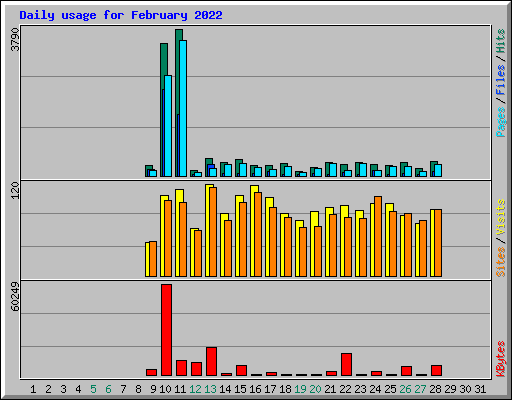 Daily usage for February 2022
3790
Pages / Files / Hits
120
Sites / Visits
60249
KBytes
1 2 3 4 5 6 7 8 9 10 11 12 13 14 15 16 17 18 19 20 21 22 23 24 25 26 27 28 29 30 31